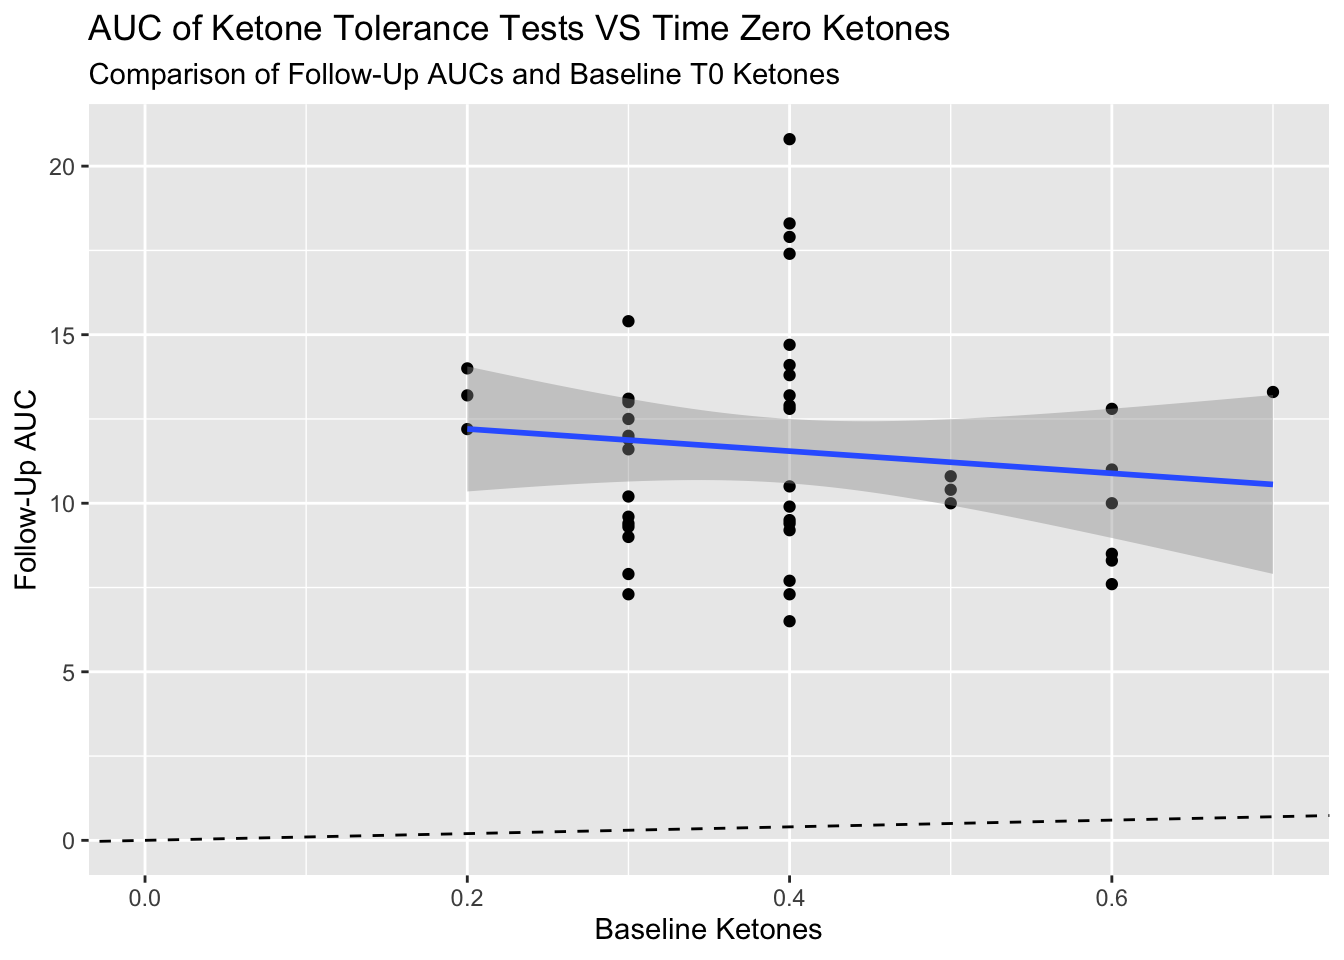 AUC of Ketone Tolerance Tests VS Time Zero Ketones
Comparison of Follow-Up AUCs and Baseline T0 Ketones
20
15
10
5
0
Follow-Up AUC
0.0 0.2 0.4 0.6
Baseline Ketones